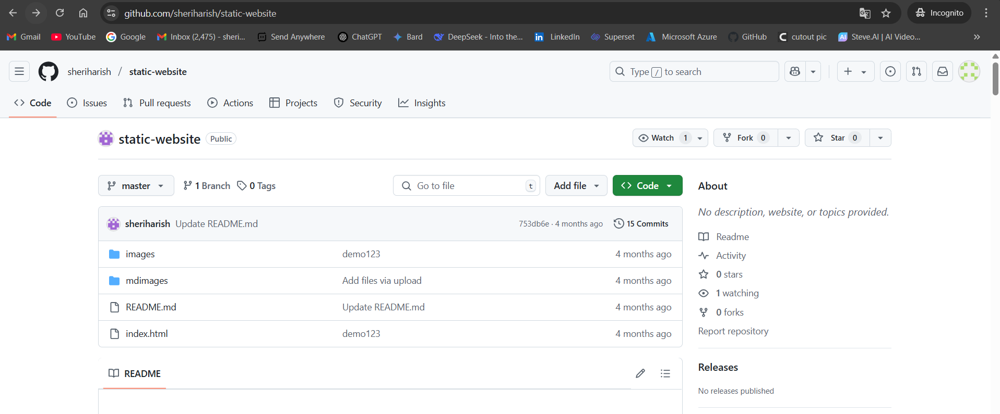 github.com/sheriharish/static-website
Incognito
Gmail YouTube Google Inbox (2,475) - sheri... Send Anywhere ChatGPT Bard DeepSeek - Into the... LinkedIn Superset Microsoft Azure GitHub cutout pic Steve.AI | AI Video...
sheriharish / static-website
Type / to search
Code Issues Pull requests Actions Projects Security Insights
static-website Public
Watch 1 Fork 0 Star 0
master 1 Branch 0 Tags
Go to file t Add file Code
sheriharish Update README.md 753db6e · 4 months ago 15 Commits
images demo123 4 months ago
mdimages Add files via upload 4 months ago
README.md Update README.md 4 months ago
index.html demo123 4 months ago
README
About
No description, website, or topics provided.
Readme
Activity
0 stars
1 watching
0 forks
Report repository
Releases
No releases published